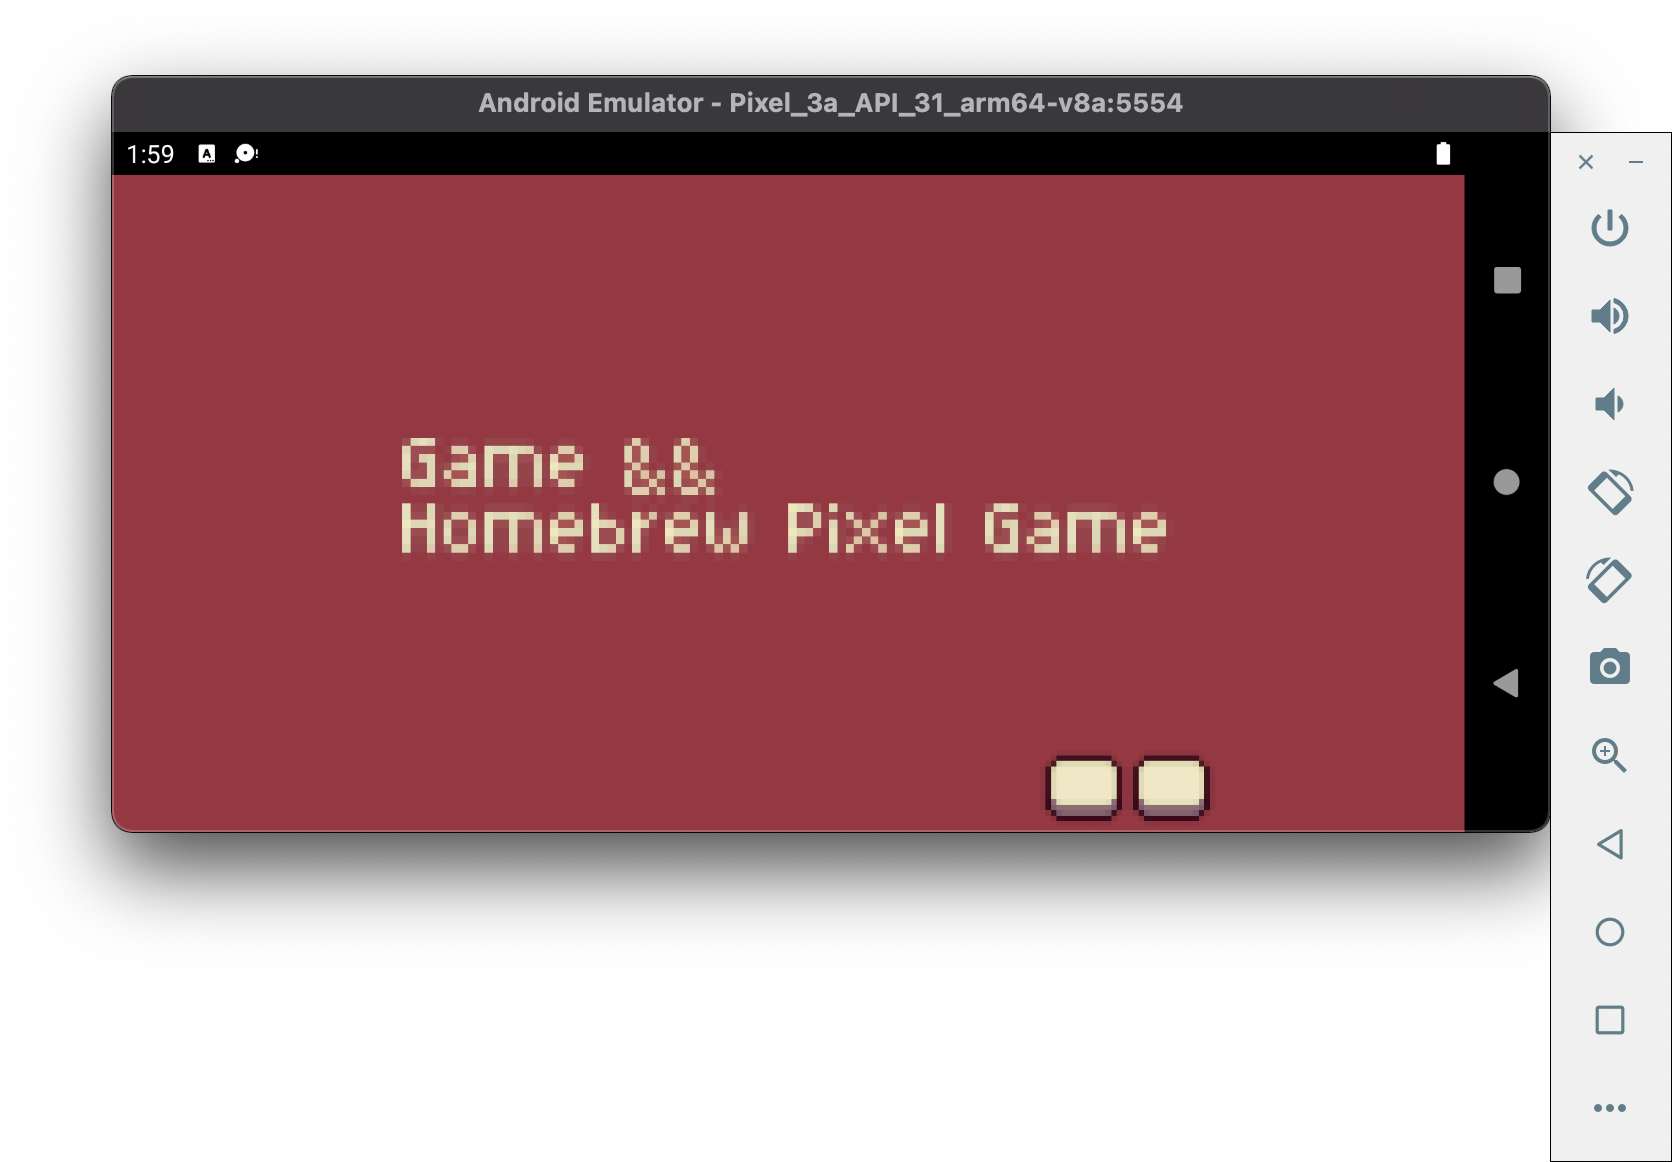 Android Emulator - Pixel_3a_API_31_arm64-v8a:5554
1:59
Game &&
Homebrew Pixel Game